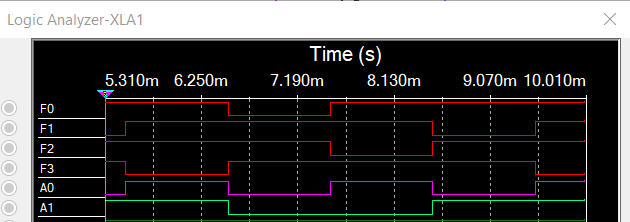 Logic Analyzer-XLA1
Time (s)
5.310m 6.250m 7.190m 8.130m 9.070m 10.010m
F0
F1
F2
F3
A0
A1